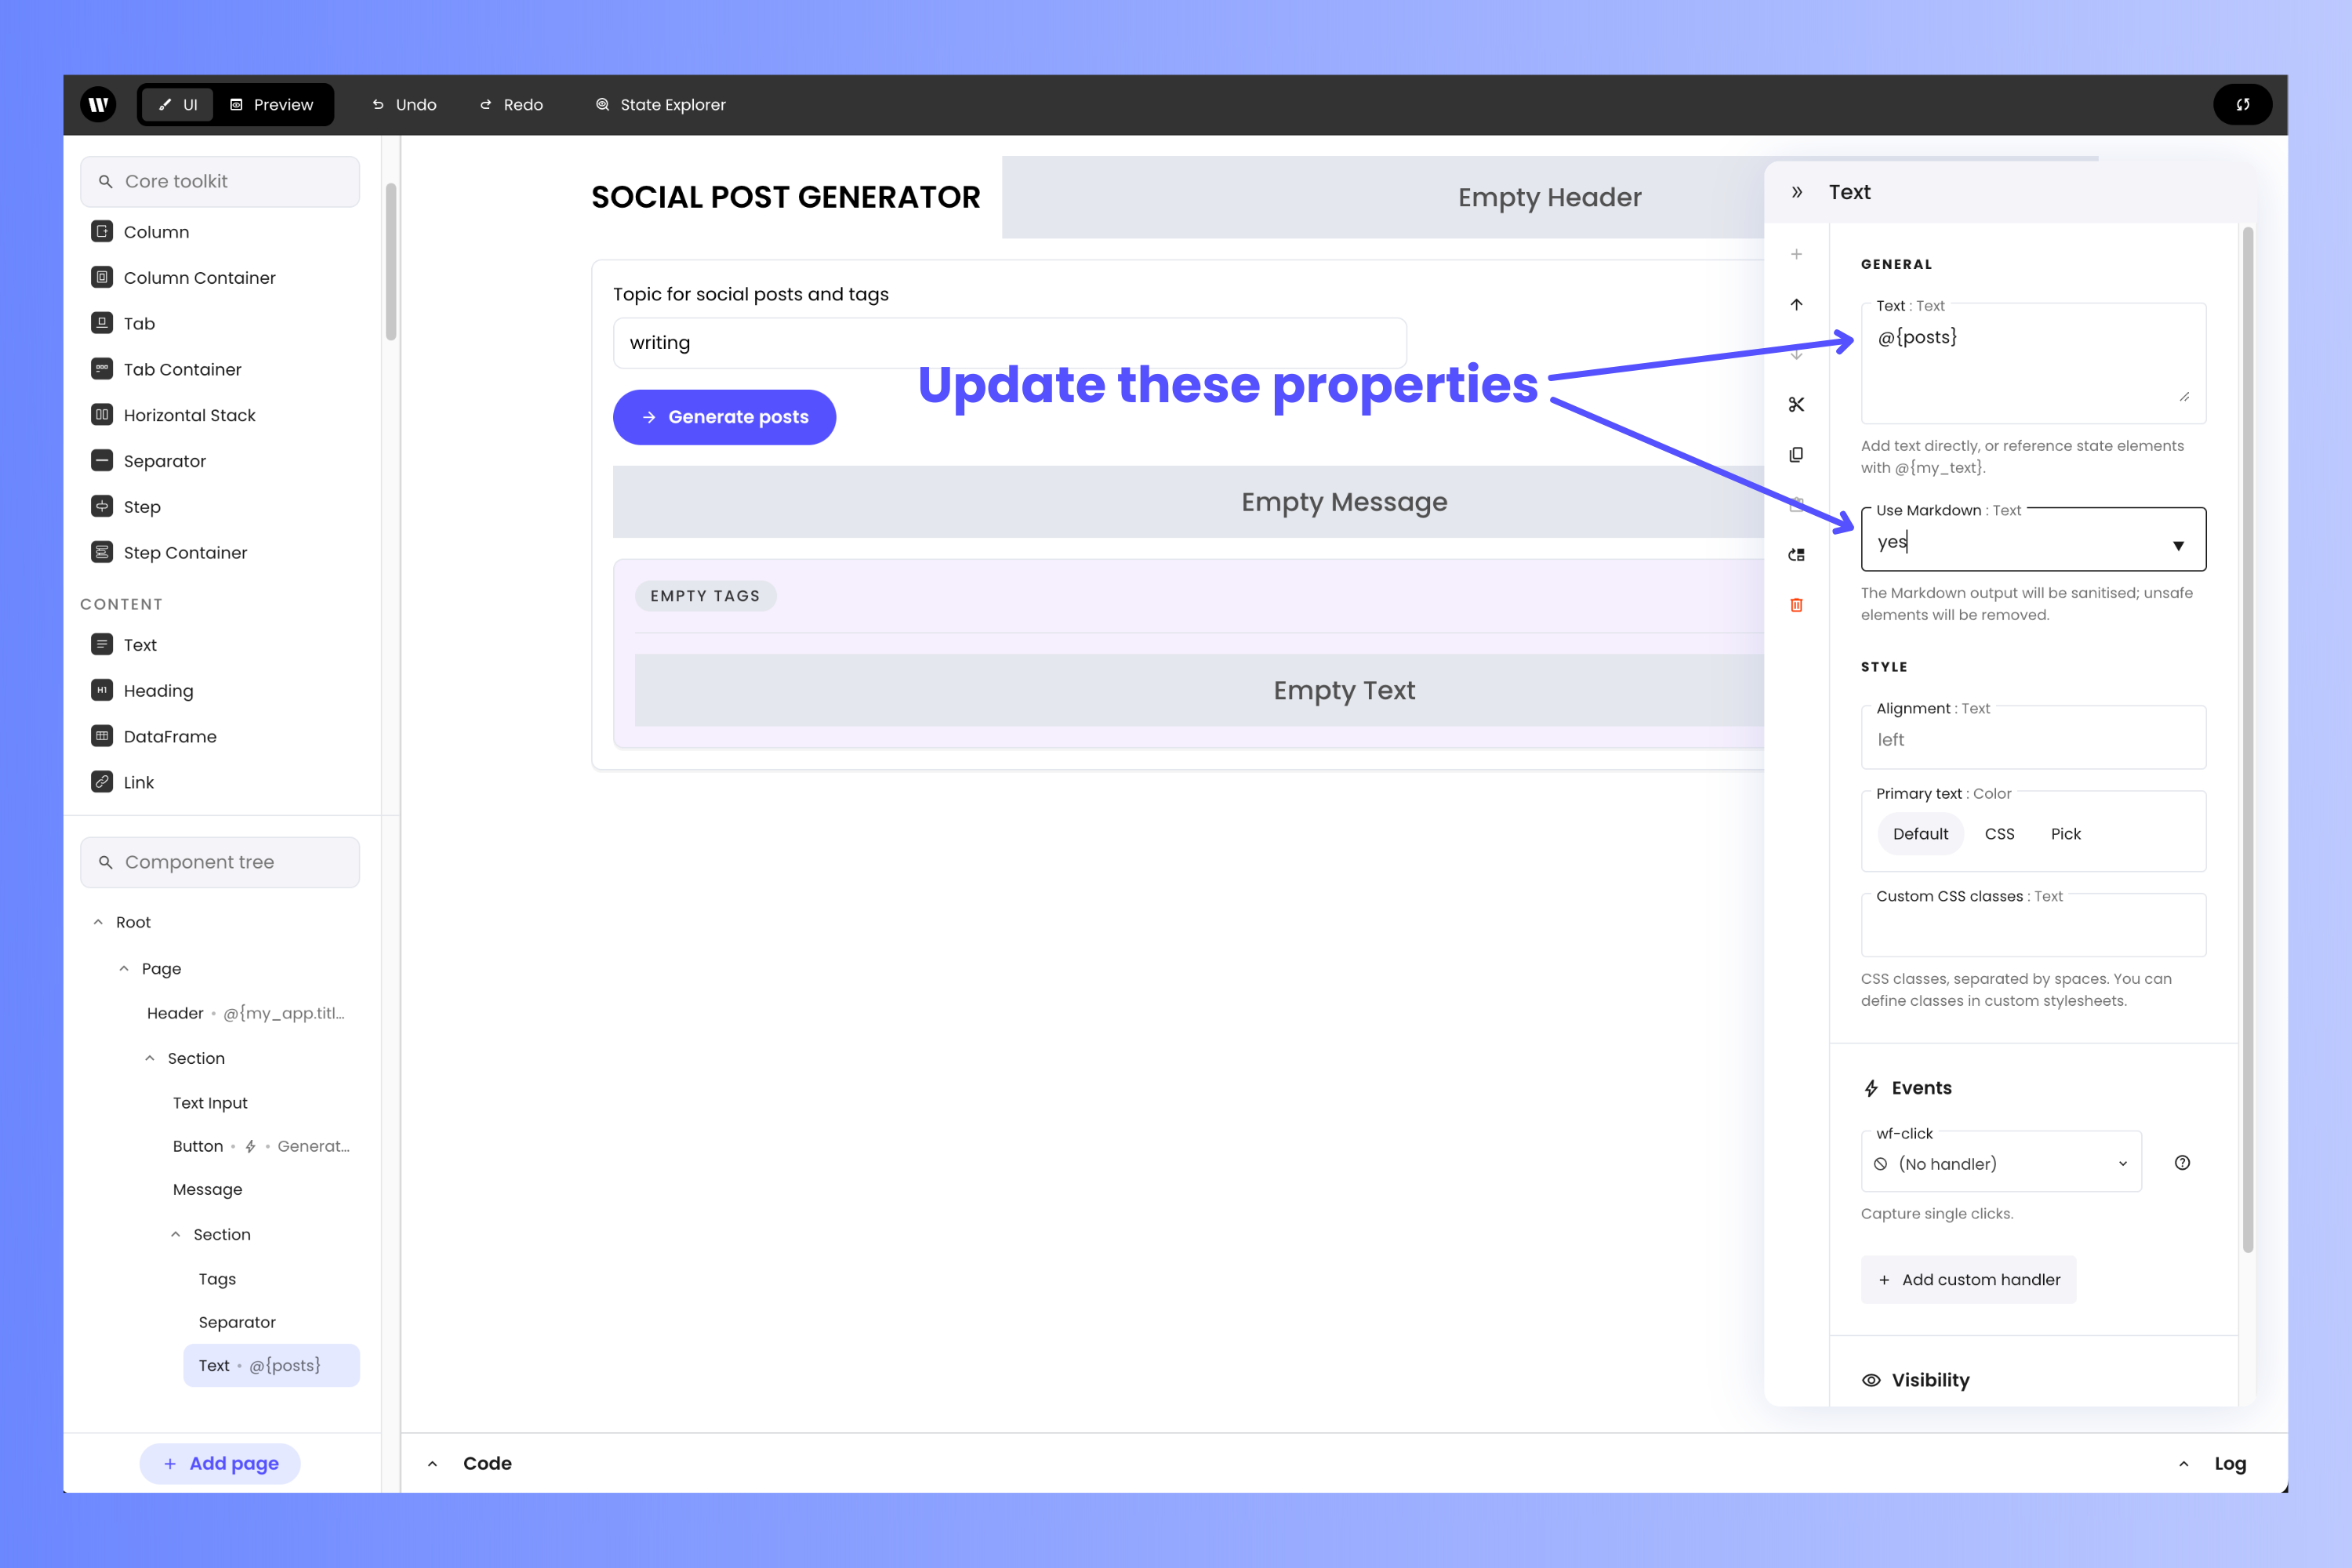 UI
Preview
Undo
Redo
State Explorer
Core toolkit
Column
Column Container
Tab
Tab Container
Horizontal Stack
Separator
Step
Step Container
CONTENT
Text
H1 Heading
DataFrame
Link
Component tree
Root
Page
Header • @{my_app.titl...
Section
Text Input
Button • • Generat...
Message
Section
Tags
Separator
Text • @{posts}
+ Add page
SOCIAL POST GENERATOR
Empty Header
Topic for social posts and tags
writing
Update these properties
Generate posts
Empty Message
EMPTY TAGS
Empty Text
Code
Log
Text
GENERAL
Text : Text
@{posts}
Add text directly, or reference state elements
with @{my_text}.
Use Markdown : Text
yes
The Markdown output will be sanitised; unsafe
elements will be removed.
STYLE
Alignment : Text
left
Primary text : Color
Default CSS Pick
Custom CSS classes : Text
CSS classes, separated by spaces. You can
define classes in custom stylesheets.
Events
wf-click
(No handler)
Capture single clicks.
+ Add custom handler
Visibility